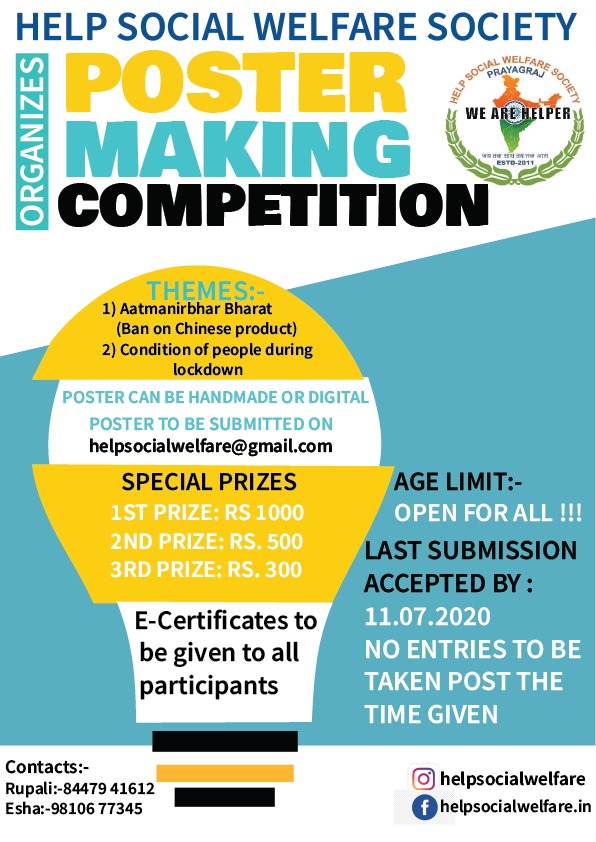 HELP SOCIAL WELFARE SOCIETY
ORGANIZES
POSTER
MAKING
COMPETITION
HELP SOCIAL WELFARE SOCIETY
PRAYAGRAJ
WE ARE HELPER
जब तक सांस तब तक आस
ESTB-2011
THEMES:-
1) Aatmanirbhar Bharat
(Ban on Chinese product)
2) Condition of people during
lockdown
POSTER CAN BE HANDMADE OR DIGITAL
POSTER TO BE SUBMITTED ON
helpsocialwelfare@gmail.com
SPECIAL PRIZES
1ST PRIZE: RS 1000
2ND PRIZE: RS. 500
3RD PRIZE: RS. 300
E-Certificates to
be given to all
participants
AGE LIMIT:-
OPEN FOR ALL !!!
LAST SUBMISSION
ACCEPTED BY :
11.07.2020
NO ENTRIES TO BE
TAKEN POST THE
TIME GIVEN
Contacts:-
Rupali:-84479 41612
Esha:-98106 77345
helpsocialwelfare
helpsocialwelfare.in